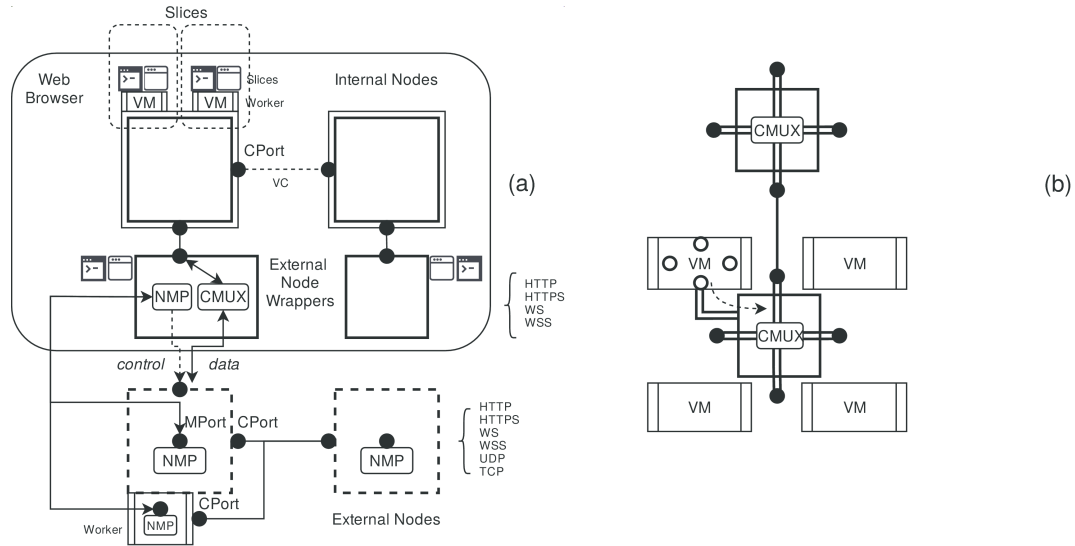 Slices
Web
Browser
>-
>-
Slices
VM
VM
Worker
Internal Nodes
CPort
VC
(a)
>-
External
Node
Wrappers
>-
NMP
CMUX
HTTP
HTTPS
WS
WSS
control
data
MPort
CPort
NMP
NMP
HTTP
HTTPS
WS
WSS
UDP
TCP
CPort
Worker
NMP
External Nodes
CMUX
(b)
VM
VM
CMUX
VM
VM